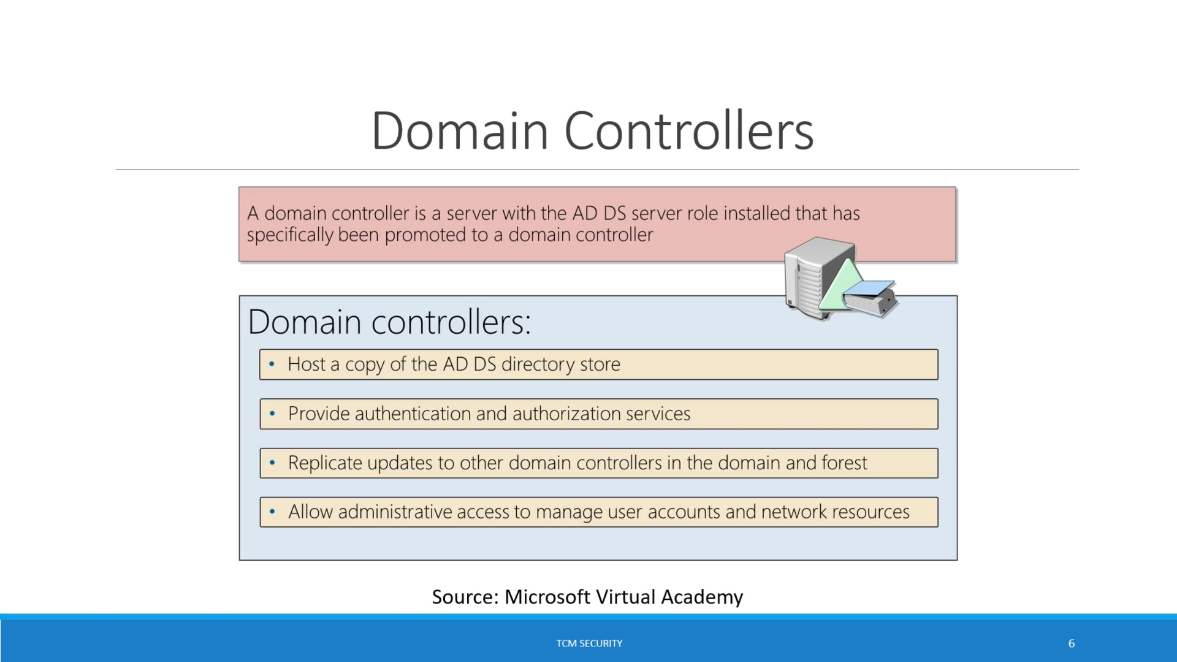 Domain Controllers
A domain controller is a server with the AD DS server role installed that has
specifically been promoted to a domain controller
Domain controllers:
• Host a copy of the AD DS directory store
• Provide authentication and authorization services
• Replicate updates to other domain controllers in the domain and forest
• Allow administrative access to manage user accounts and network resources
Source: Microsoft Virtual Academy
TCM SECURITY
6